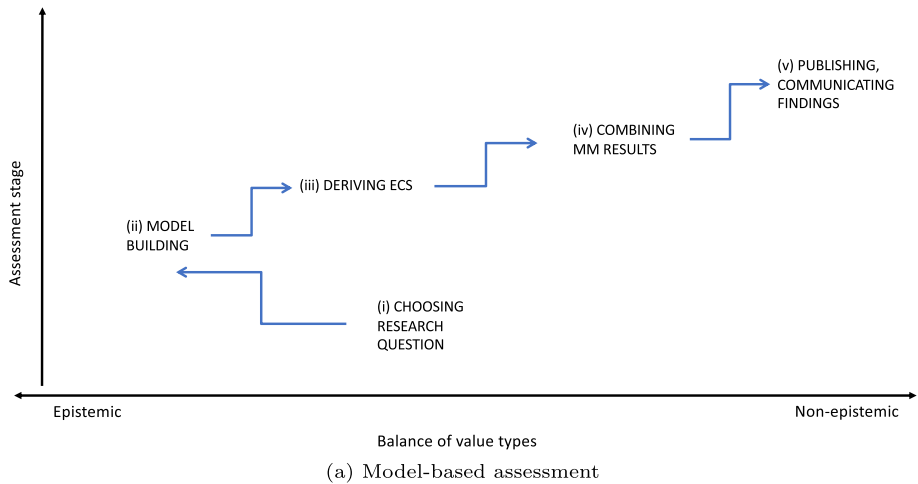 (v) PUBLISHING,
COMMUNICATING
FINDINGS
(iv) COMBINING
MM RESULTS
(iii) DERIVING ECS
(ii) MODEL
BUILDING
(i) CHOOSING
RESEARCH
QUESTION
Assessment stage
Epistemic
Non-epistemic
Balance of value types
(a) Model-based assessment